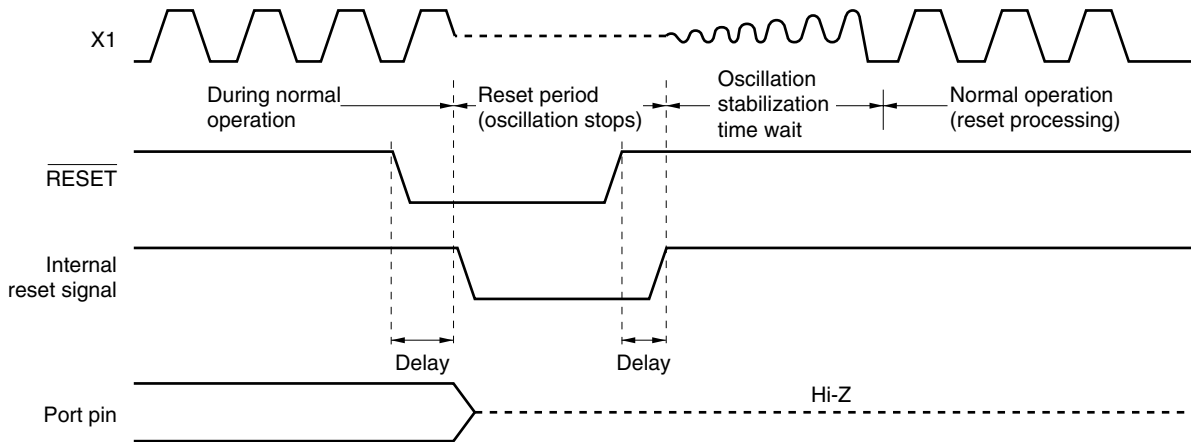 X1
During normal
operation
Reset period
(oscillation stops)
Oscillation
stabilization
time wait
Normal operation
(reset processing)
RESET
Internal
reset signal
Delay
Delay
Hi-Z
Port pin